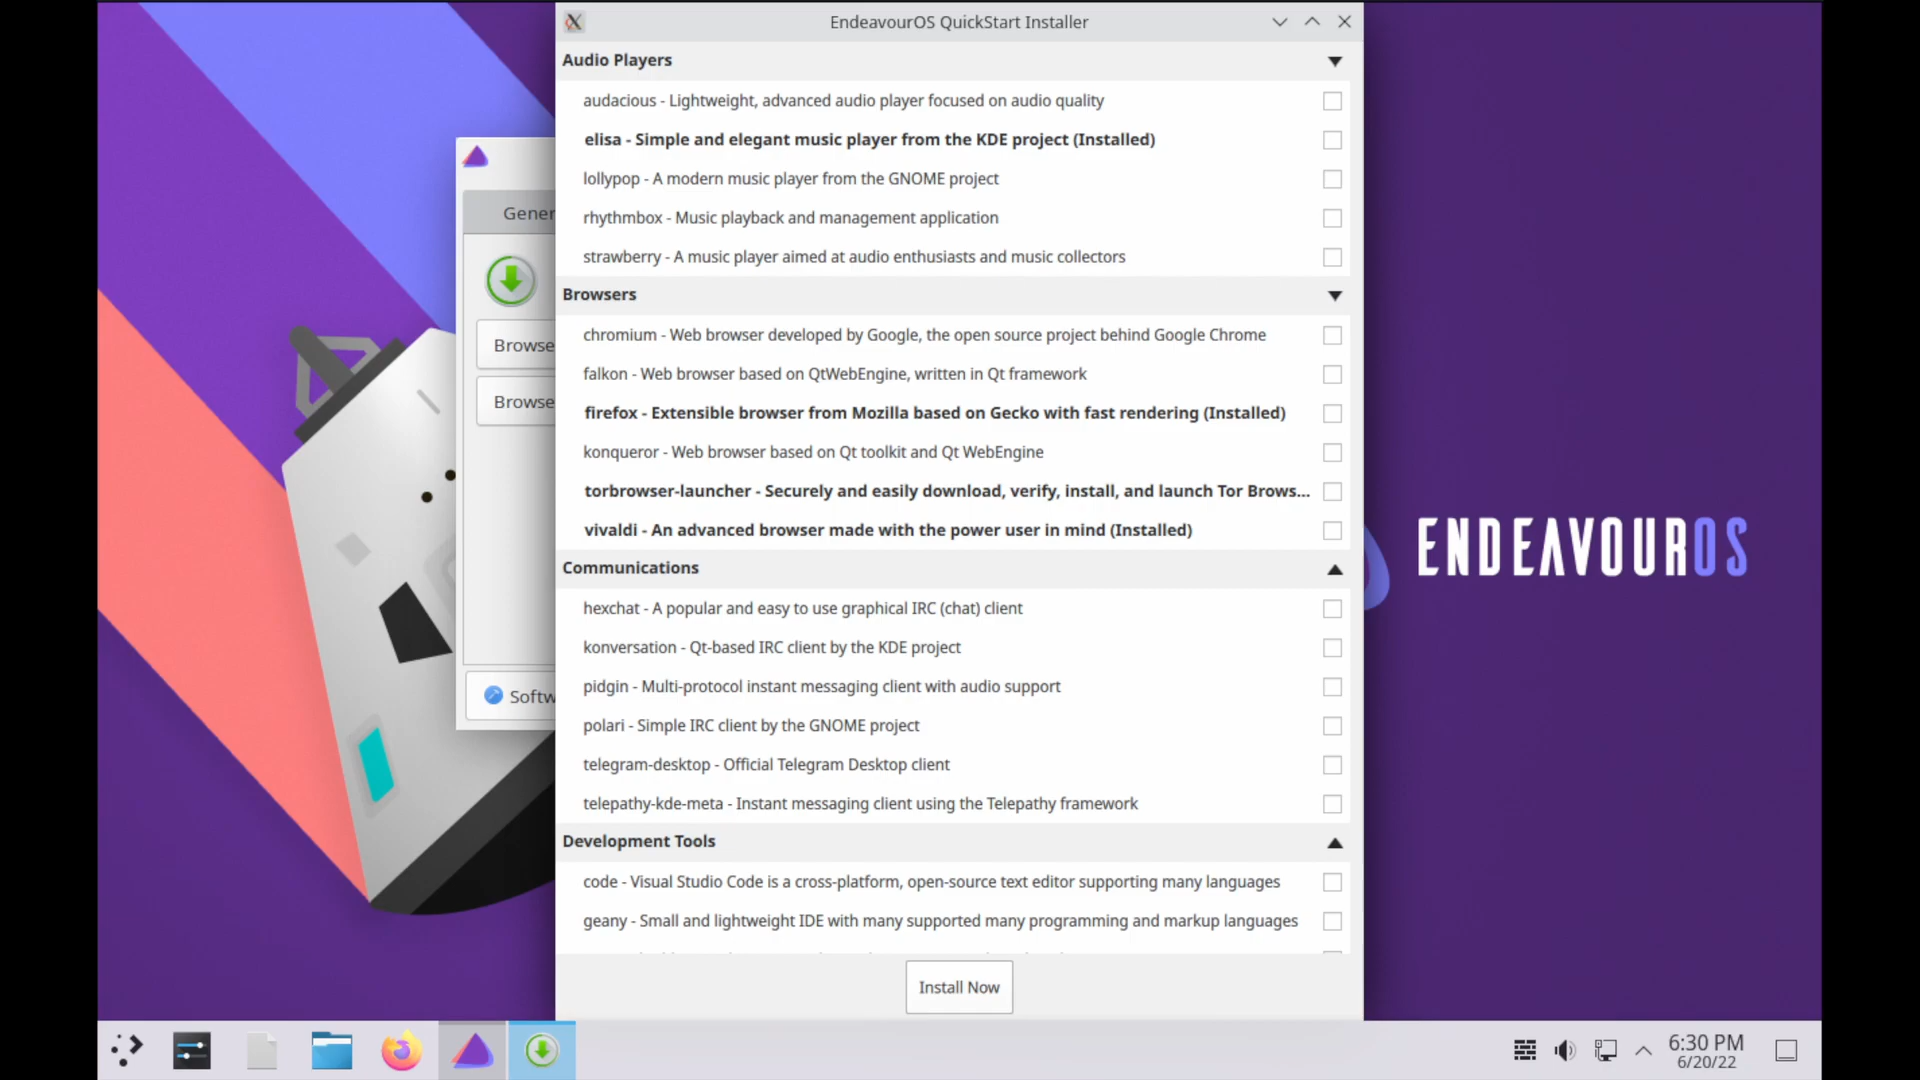 EndeavourOS QuickStart Installer
Audio Players
audacious - Lightweight, advanced audio player focused on audio quality
elisa - Simple and elegant music player from the KDE project (Installed)
lollypop - A modern music player from the GNOME project
rhythmbox - Music playback and management application
strawberry - A music player aimed at audio enthusiasts and music collectors
Browsers
chromium - Web browser developed by Google, the open source project behind Google Chrome
falkon - Web browser based on QtWebEngine, written in Qt framework
firefox - Extensible browser from Mozilla based on Gecko with fast rendering (Installed)
konqueror - Web browser based on Qt toolkit and Qt WebEngine
torbrowser-launcher - Securely and easily download, verify, install, and launch Tor Brows...
vivaldi - An advanced browser made with the power user in mind (Installed)
Communications
hexchat - A popular and easy to use graphical IRC (chat) client
konversation - Qt-based IRC client by the KDE project
pidgin - Multi-protocol instant messaging client with audio support
polari - Simple IRC client by the GNOME project
telegram-desktop - Official Telegram Desktop client
telepathy-kde-meta - Instant messaging client using the Telepathy framework
Development Tools
code - Visual Studio Code is a cross-platform, open-source text editor supporting many languages
geany - Small and lightweight IDE with many supported many programming and markup languages
Install Now
Gener
Browse
Browse
Softw
ENDEAVOUROS
6:30 PM
6/20/22